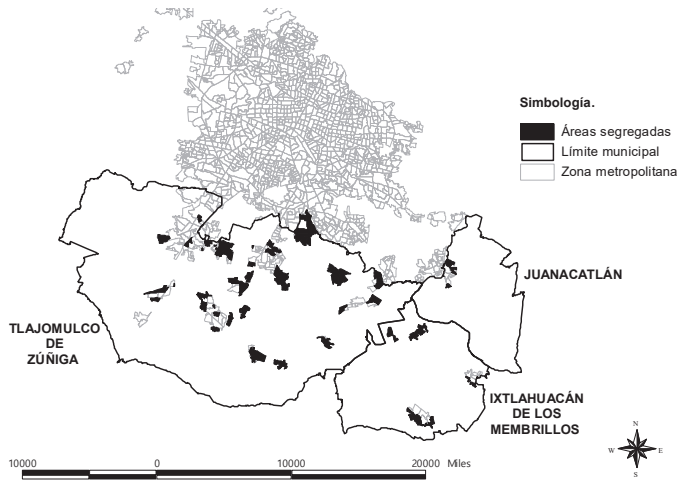 Simbología.
Áreas segregadas
Límite municipal
Zona metropolitana
JUANACATLÁN
TLAJOMULCO
DE
ZÚÑIGA
IXTLAHUACÁN
DE LOS
MEMBRILLOS
N
W
E
S
10000 0 10000 20000 Miles